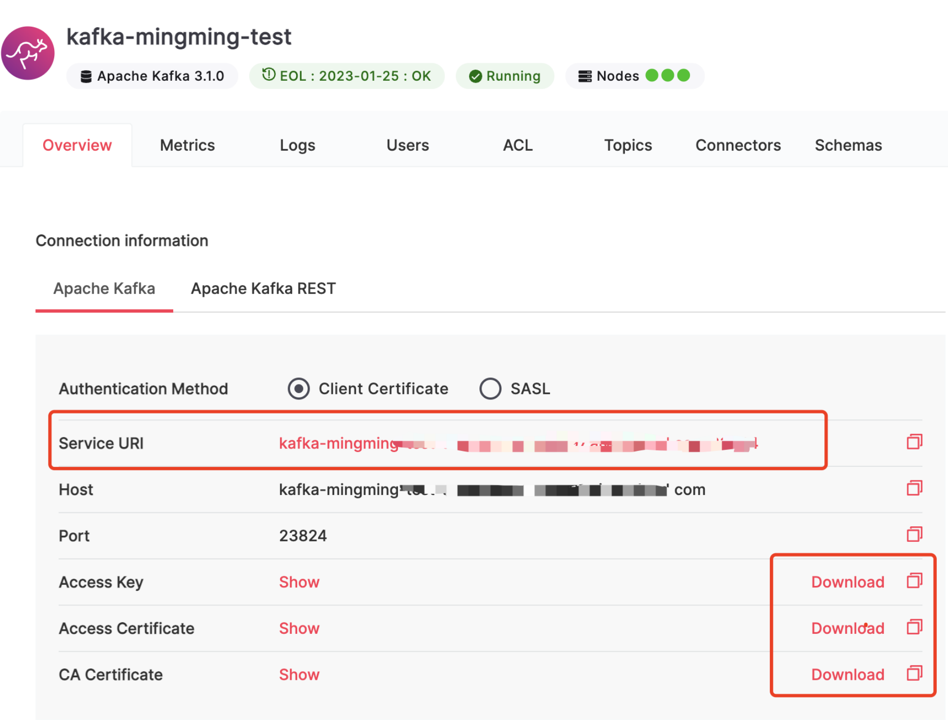 kafka-mingming-test
Apache Kafka 3.1.0 EOL : 2023-01-25 : OK Running Nodes
Overview Metrics Logs Users ACL Topics Connectors Schemas
Connection information
Apache Kafka Apache Kafka REST
Authentication Method Client Certificate SASL
Service URI kafka-mingming
Host kafka-mingming com
Port 23824
Access Key Show Download
Access Certificate Show Download
CA Certificate Show Download